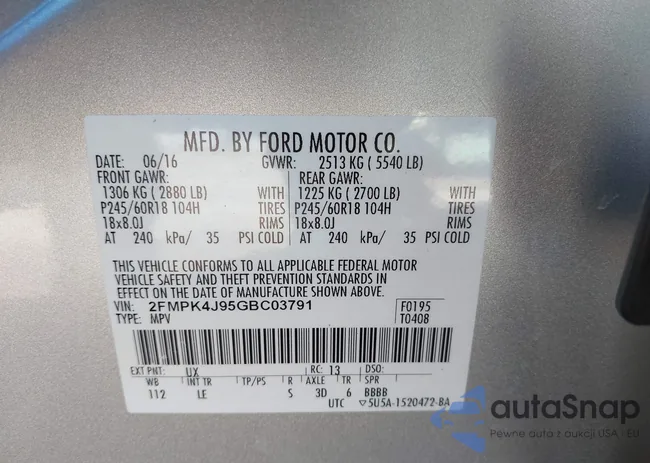 MFD. BY FORD MOTOR CO.
DATE: 06/16 GVWR: 2513 KG ( 5540 LB)
FRONT GAWR: REAR GAWR:
1306 KG ( 2880 LB) WITH 1225 KG ( 2700 LB) WITH
P245/60R18 104H TIRES P245/60R18 104H TIRES
18x8.0J RIMS 18x8.0J RIMS
AT 240 kPa/ 35 PSI COLD AT 240 kPa/ 35 PSI COLD
THIS VEHICLE CONFORMS TO ALL APPLICABLE FEDERAL MOTOR
VEHICLE SAFETY AND THEFT PREVENTION STANDARDS IN
EFFECT ON THE DATE OF MANUFACTURE SHOWN ABOVE.
VIN: 2FMPK4J95GBC03791 F0195
TYPE: MPV T0408
EXT PNT: UX RC: 13 DSO:
WB INT TR TP/PS R AXLE TR SPR
112 LE S 3D 6 BBBB
UTC ▽5U5A-1520472-BA
autoSnap
Pewne auta z aukcji USA - EU